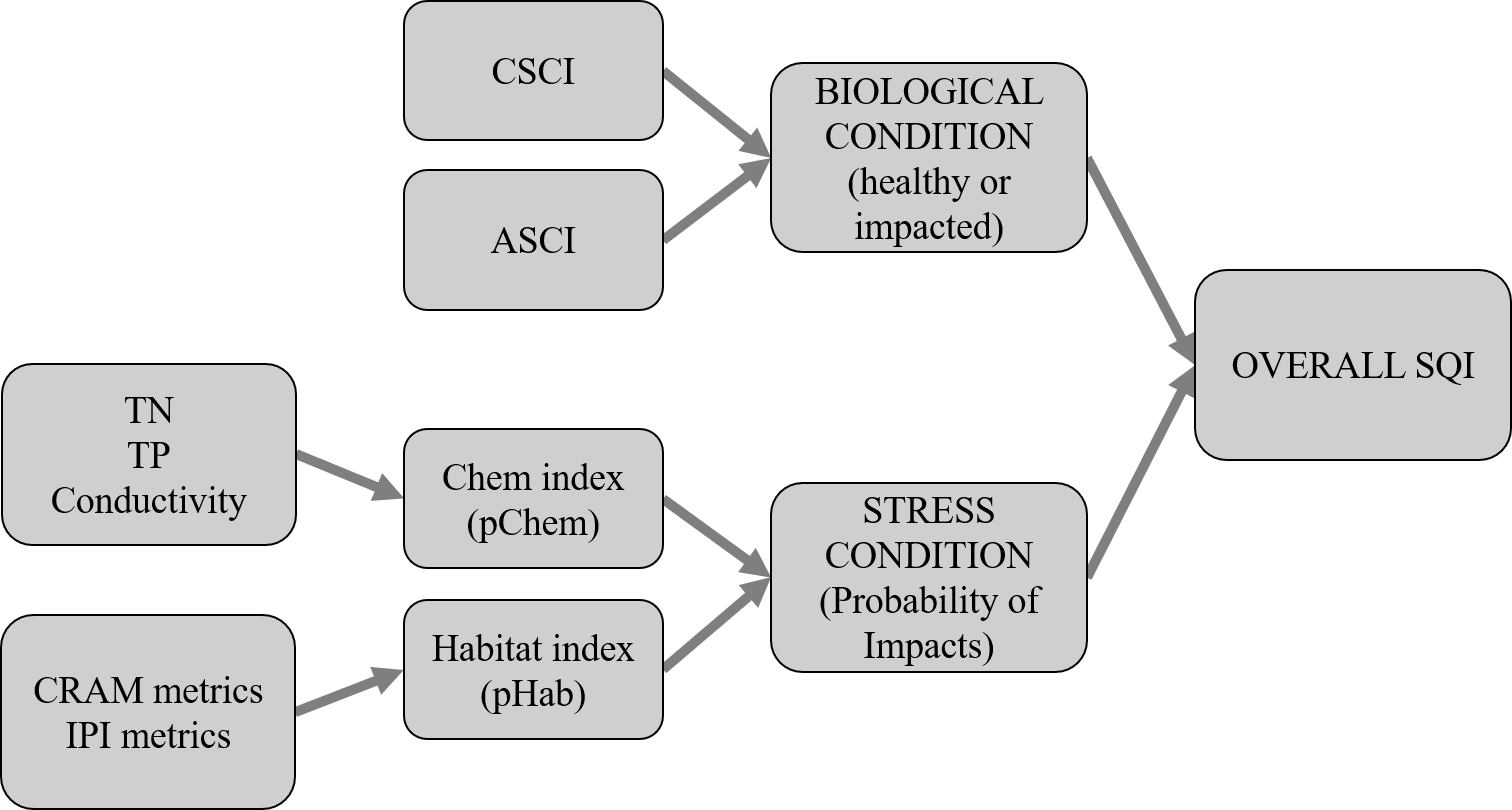 CSCI
ASCI
BIOLOGICAL
CONDITION
(healthy or
impacted)
OVERALL SQI
TN
TP
Conductivity
Chem index
(pChem)
CRAM metrics
IPI metrics
Habitat index
(pHab)
STRESS
CONDITION
(Probability of
Impacts)